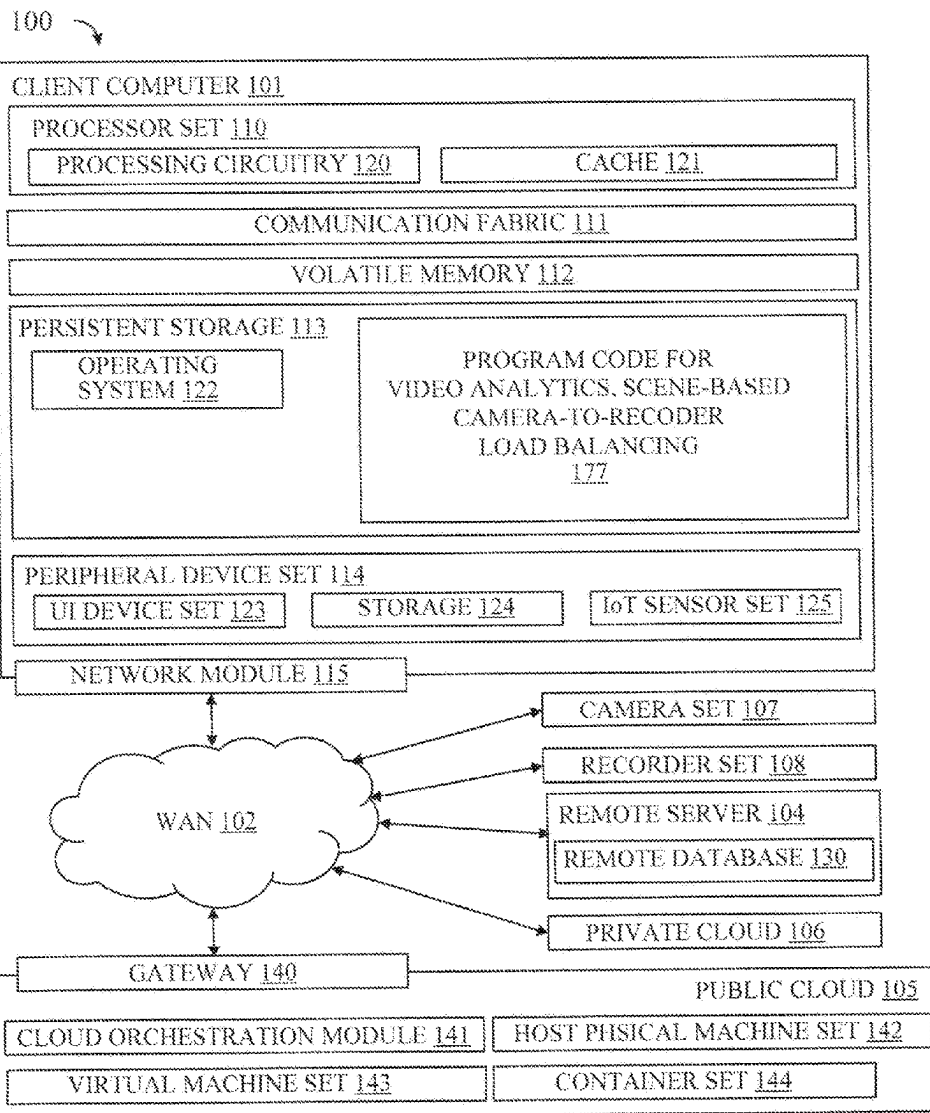 100
CLIENT COMPUTER 101
PROCESSOR SET 110
PROCESSING CIRCUITRY 120
CACHE 121
COMMUNICATION FABRIC 111
VOLATILE MEMORY 112
PERSISTENT STORAGE 113
OPERATING
SYSTEM 122
PROGRAM CODE FOR
VIDEO ANALYTICS, SCENE-BASED
CAMERA-TO-RECODER
LOAD BALANCING
177
PERIPHERAL DEVICE SET 114
UI DEVICE SET 123
STORAGE 124
IoT SENSOR SET 125
NETWORK MODULE 115
CAMERA SET 107
RECORDER SET 108
WAN 102
REMOTE SERVER 104
REMOTE DATABASE 130
PRIVATE CLOUD 106
GATEWAY 140
PUBLIC CLOUD 105
CLOUD ORCHESTRATION MODULE 141
HOST PHSICAL MACHINE SET 142
VIRTUAL MACHINE SET 143
CONTAINER SET 144